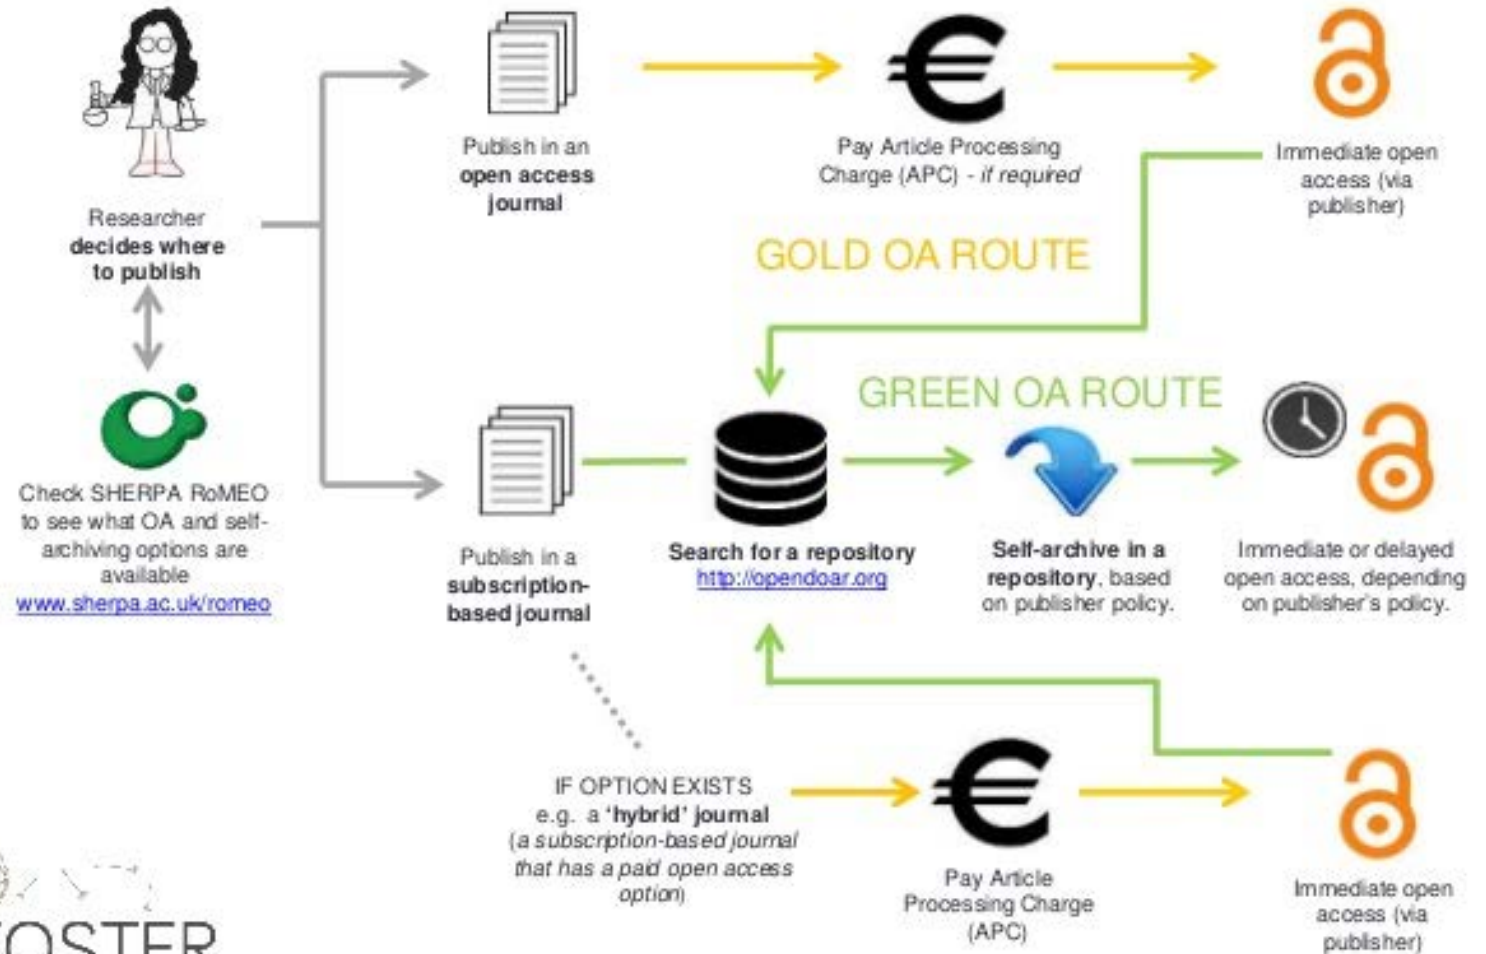 Researcher
decides where
to publish
Check SHERPA RoMEO
to see what OA and self-
archiving options are
available
www.sherpa.ac.uk/romeo
Publish in an
open access
journal
Pay Article Processing
Charge (APC) - if required
Immediate open
access (via
publisher)
GOLD OA ROUTE
GREEN OA ROUTE
Publish in a
subscription-
based journal
Search for a repository
http://opendoar.org
Self-archive in a
repository, based
on publisher policy.
Immediate or delayed
open access, depending
on publisher's policy.
IF OPTION EXISTS
e.g. a 'hybrid' journal
(a subscription-based journal
that has a paid open access
option)
Pay Article
Processing Charge
(APC)
Immediate open
access (via
publisher)
FOSTER